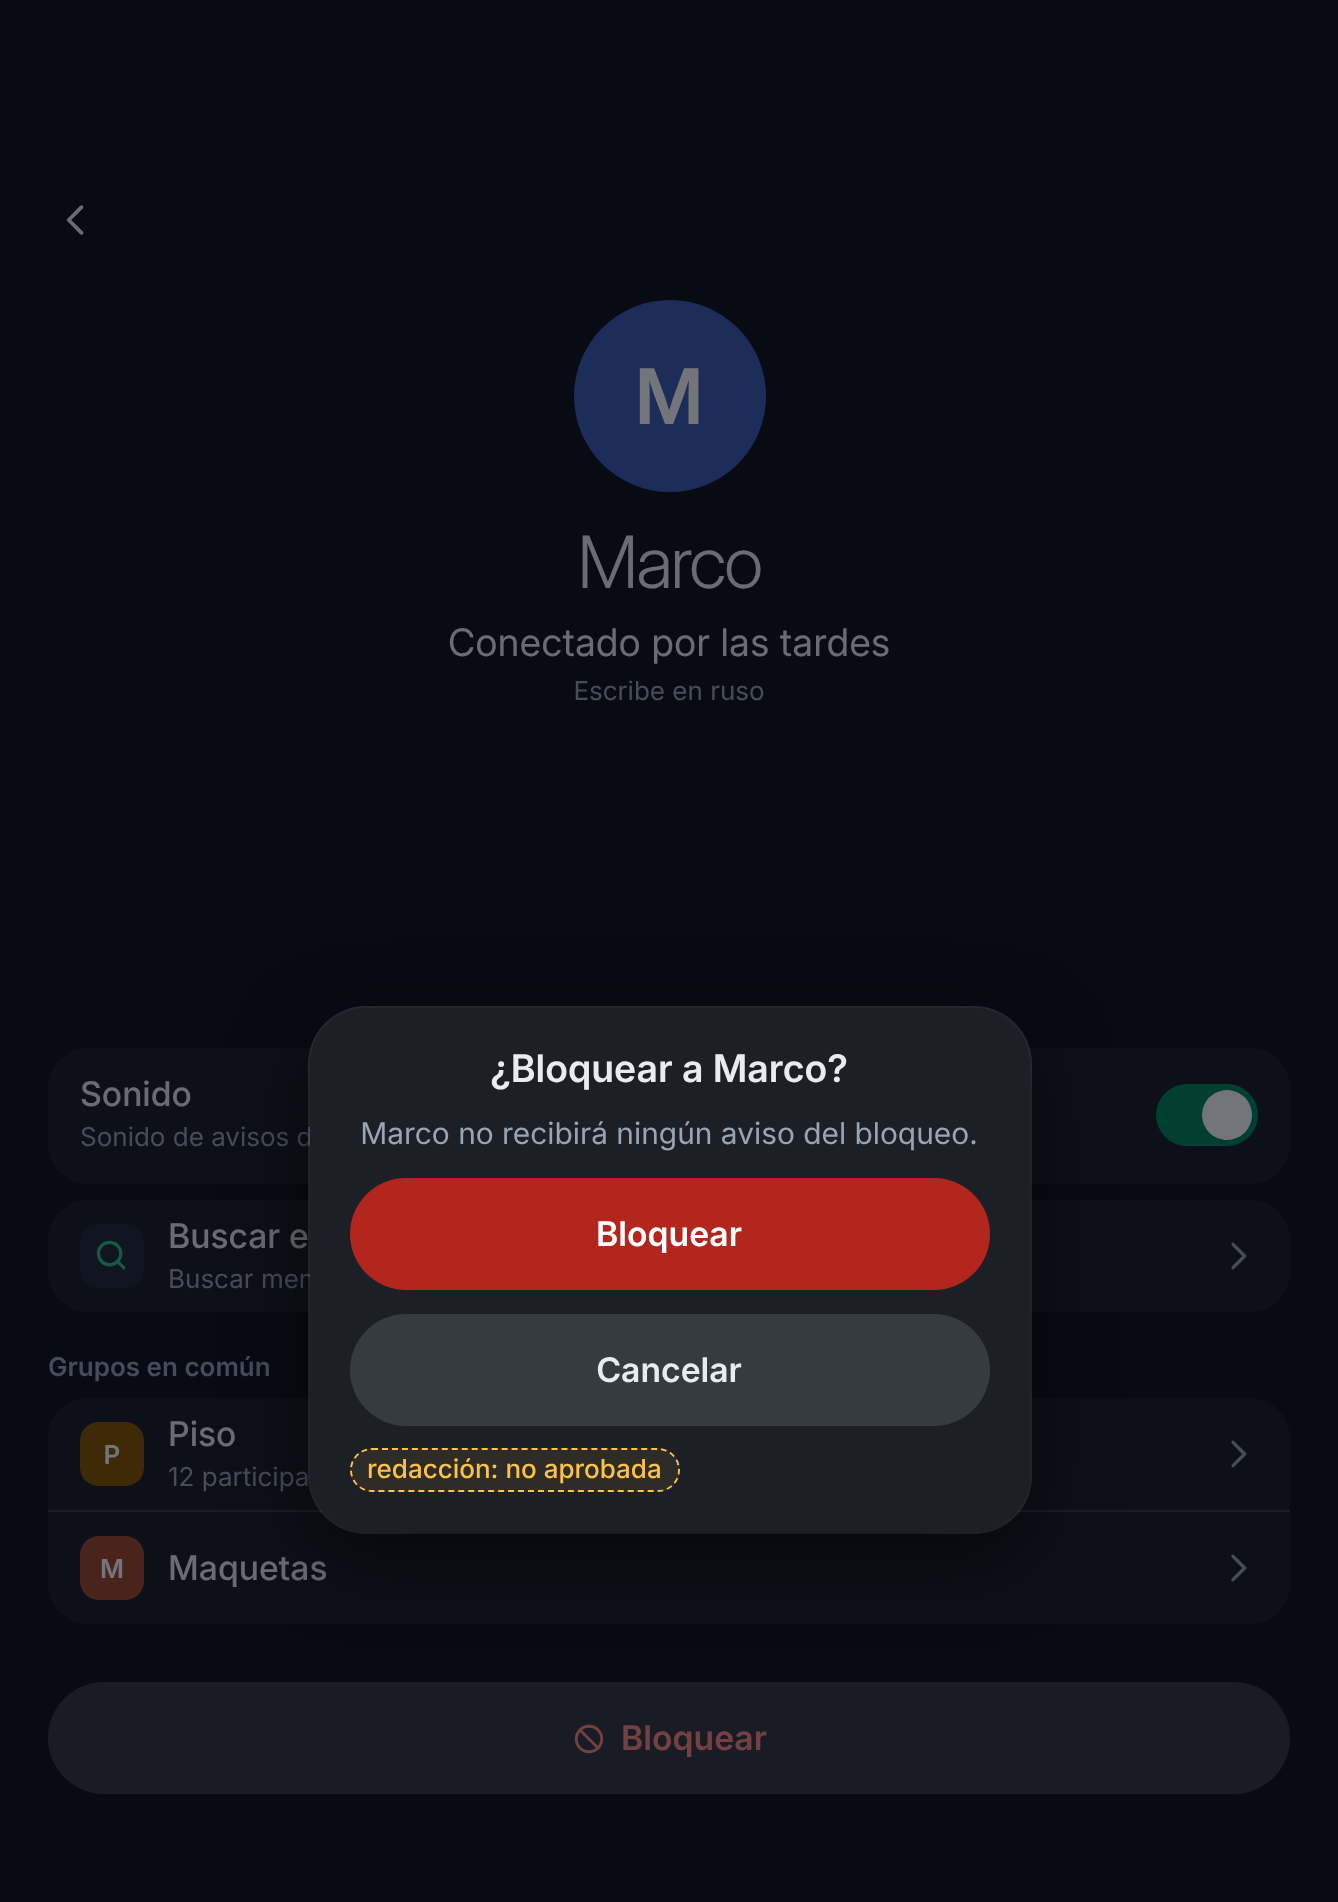 M
Marco
Conectado por las tardes
Escribe en ruso
¿Bloquear a Marco?
Marco no recibirá ningún aviso del bloqueo.
Bloquear
Cancelar
redacción: no aprobada
Sonido
Sonido de avisos d
Buscar e
Buscar men
Grupos en común
P
Piso
12 participa
M
Maquetas
Bloquear